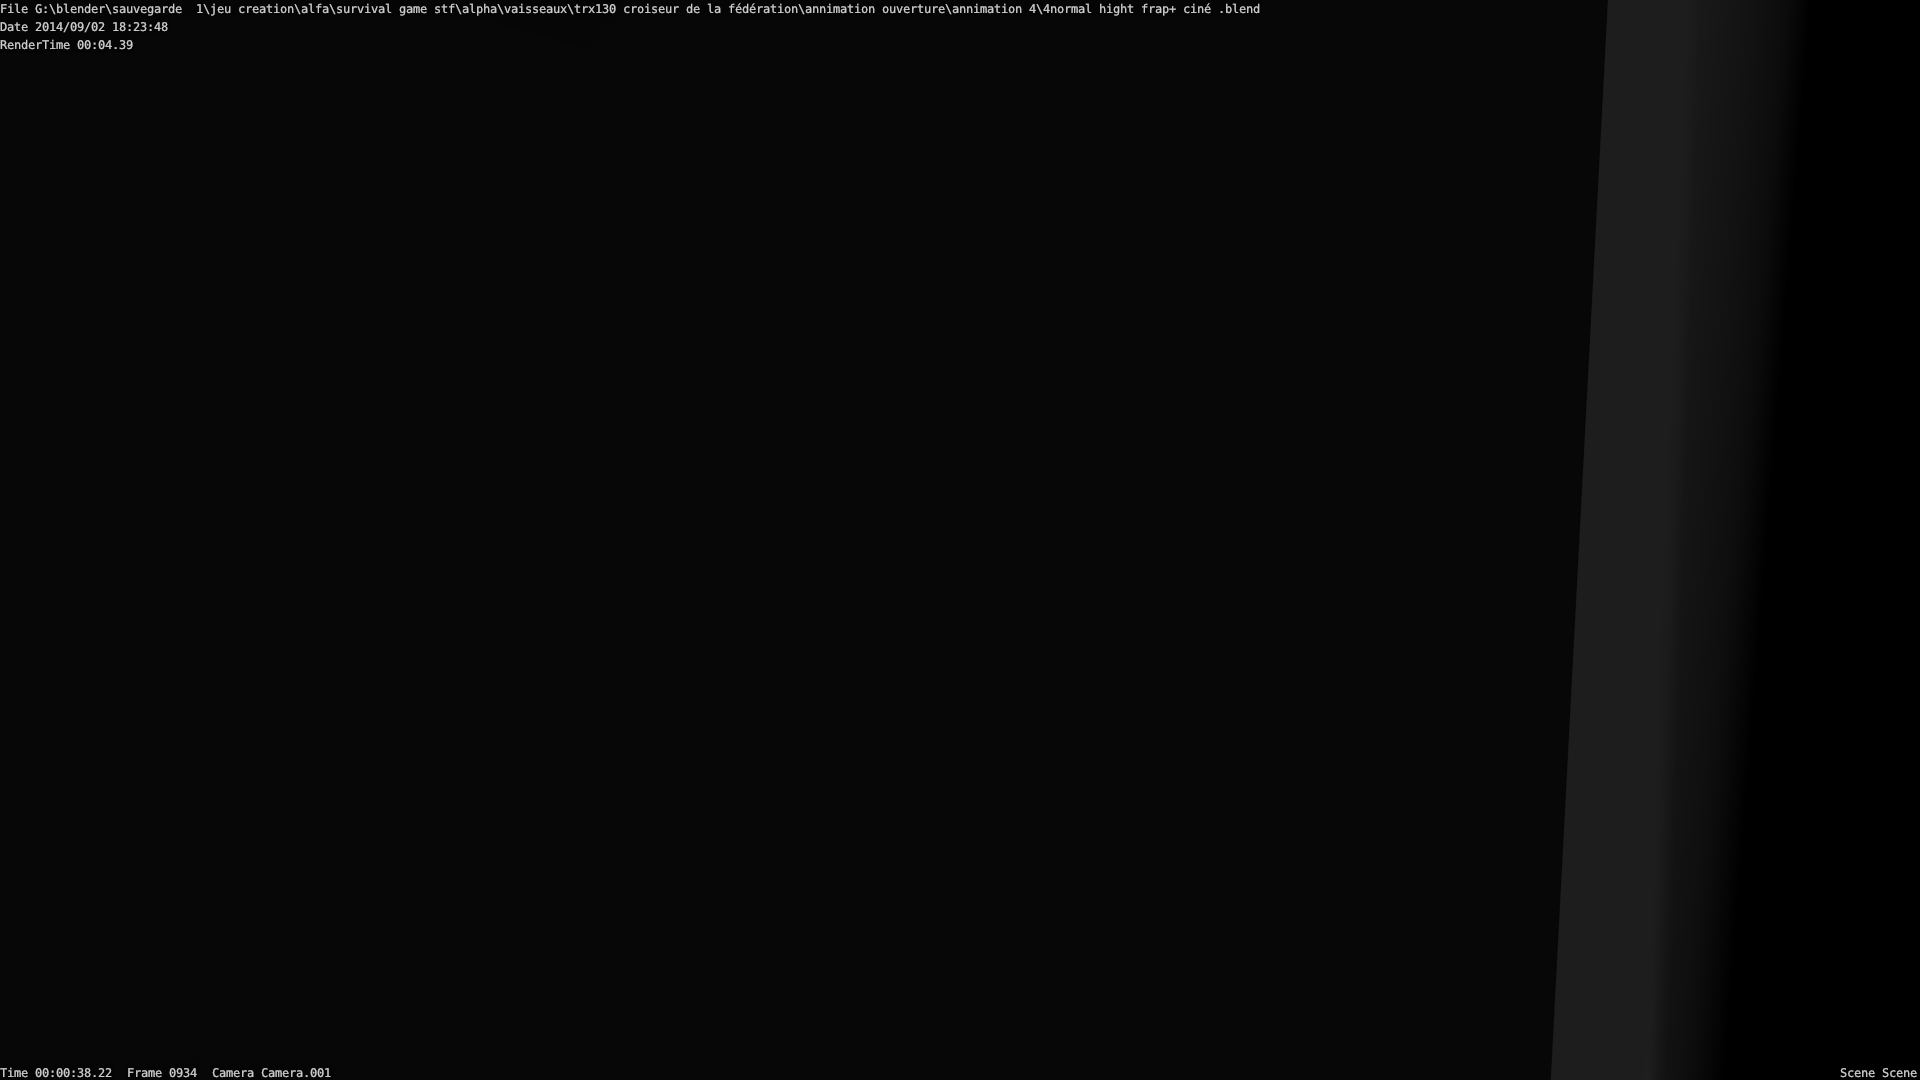 File G:\blender\sauvegarde  1\jeu creation\alfa\survival game stf\alpha\vaisseaux\trx130 croiseur de la fédération\annimation ouverture\annimation 4\4normal hight frap+ ciné .blend
Date 2014/09/02 18:23:48
RenderTime 00:04.39
Time 00:00:38.22  Frame 0934  Camera Camera.001
Scene Scene